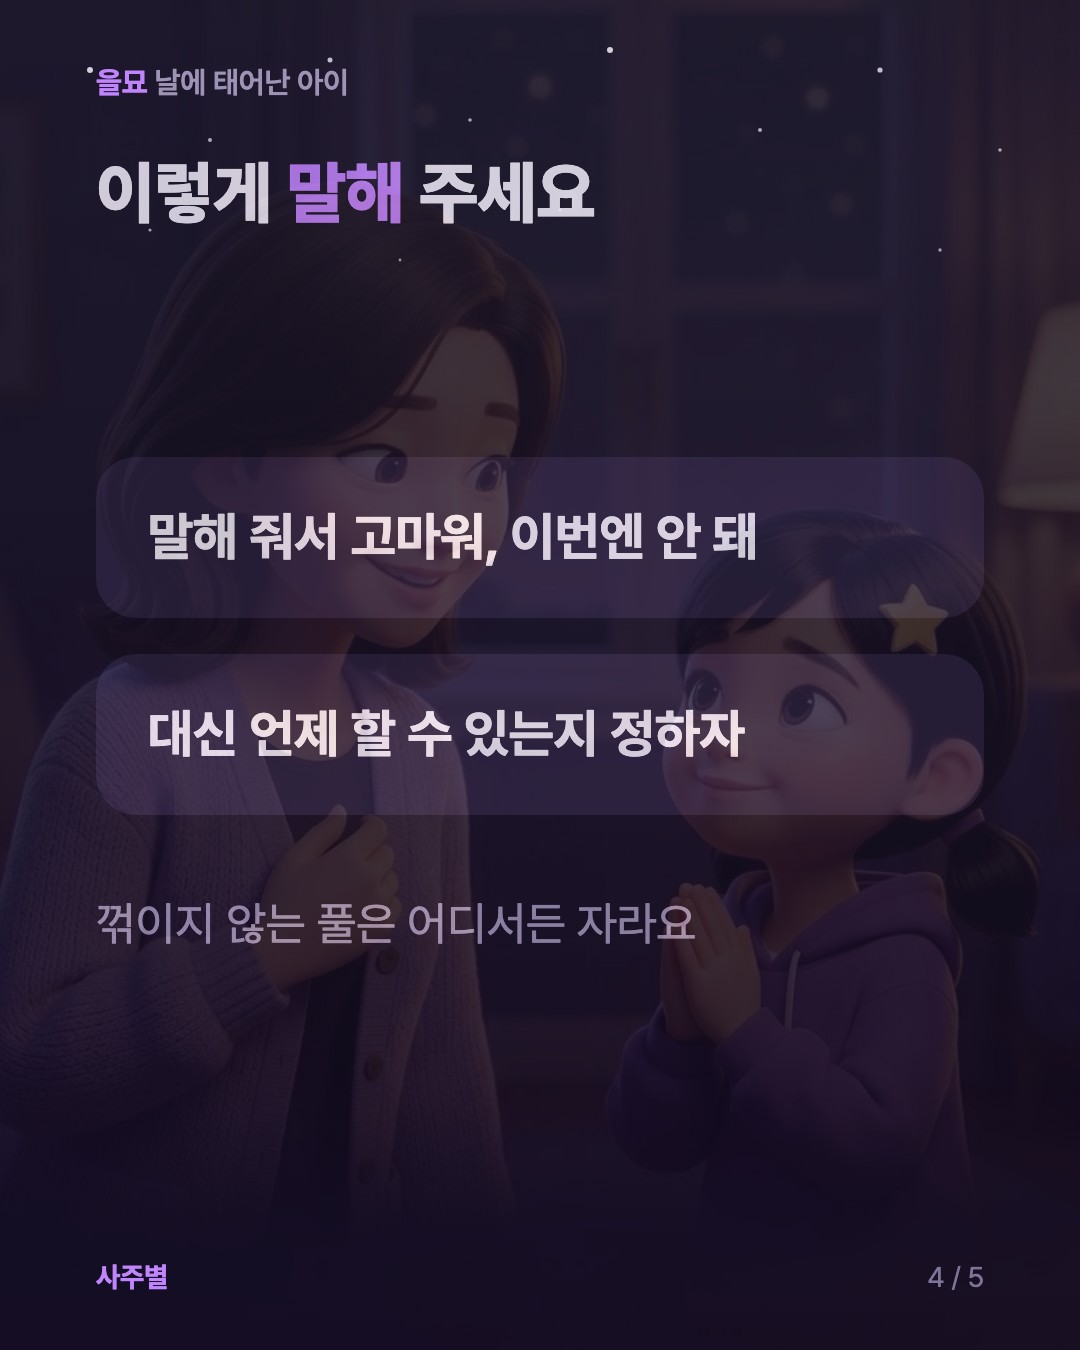 을묘 날에 태어난 아이
이렇게 말해 주세요
말해 줘서 고마워, 이번엔 안 돼
대신 언제 할 수 있는지 정하자
꺾이지 않는 풀은 어디서든 자라요
사주별
4 / 5